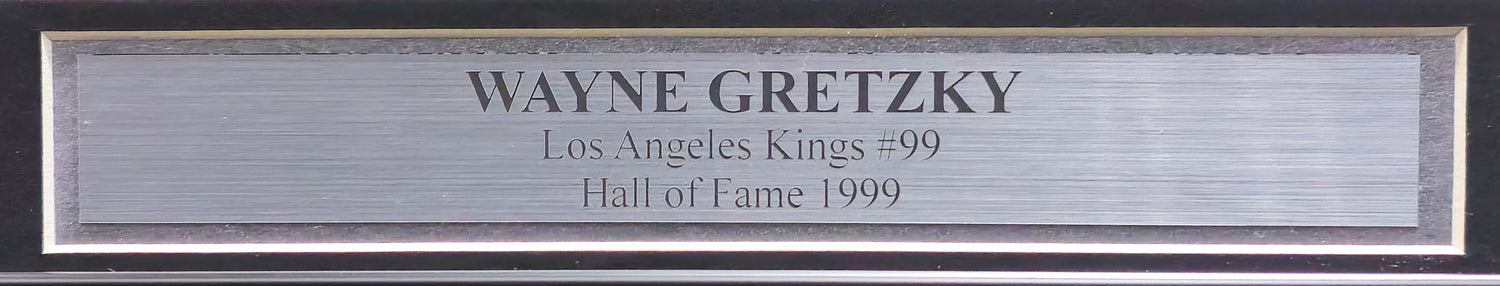 WAYNE GRETZKY
Los Angeles Kings #99
Hall of Fame 1999